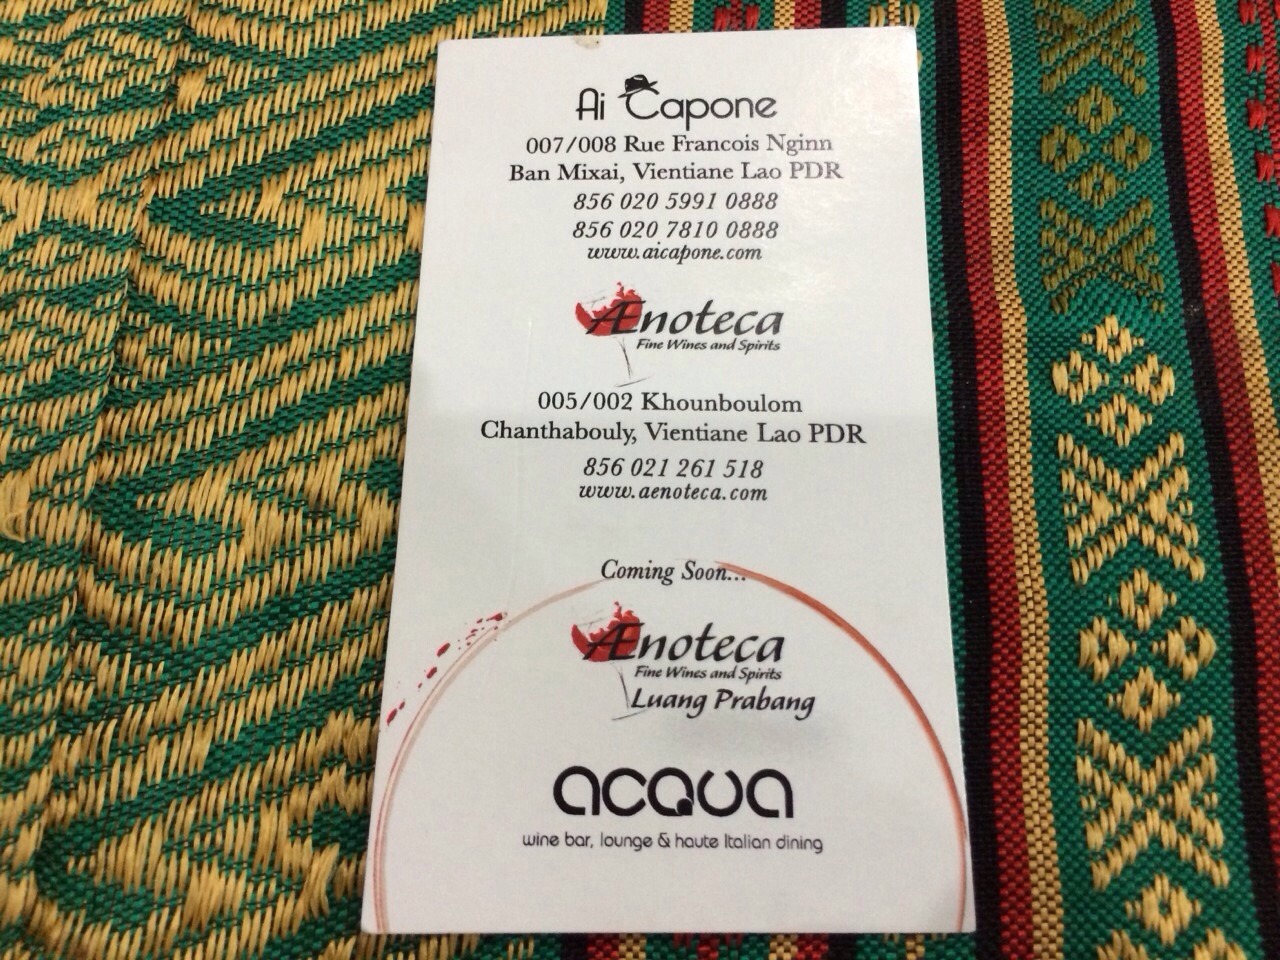 Ai Capone
007/008 Rue Francois Nginn
Ban Mixai, Vientiane Lao PDR
856 020 5991 0888
856 020 7810 0888
www.aicapone.com
Ænoteca
Fine Wines and Spirits
005/002 Khounboulom
Chanthabouly, Vientiane Lao PDR
856 021 261 518
www.aenoteca.com
Coming Soon...
Ænoteca
Fine Wines and Spirits
Luang Prabang
acqua
wine bar, lounge & haute Italian dining